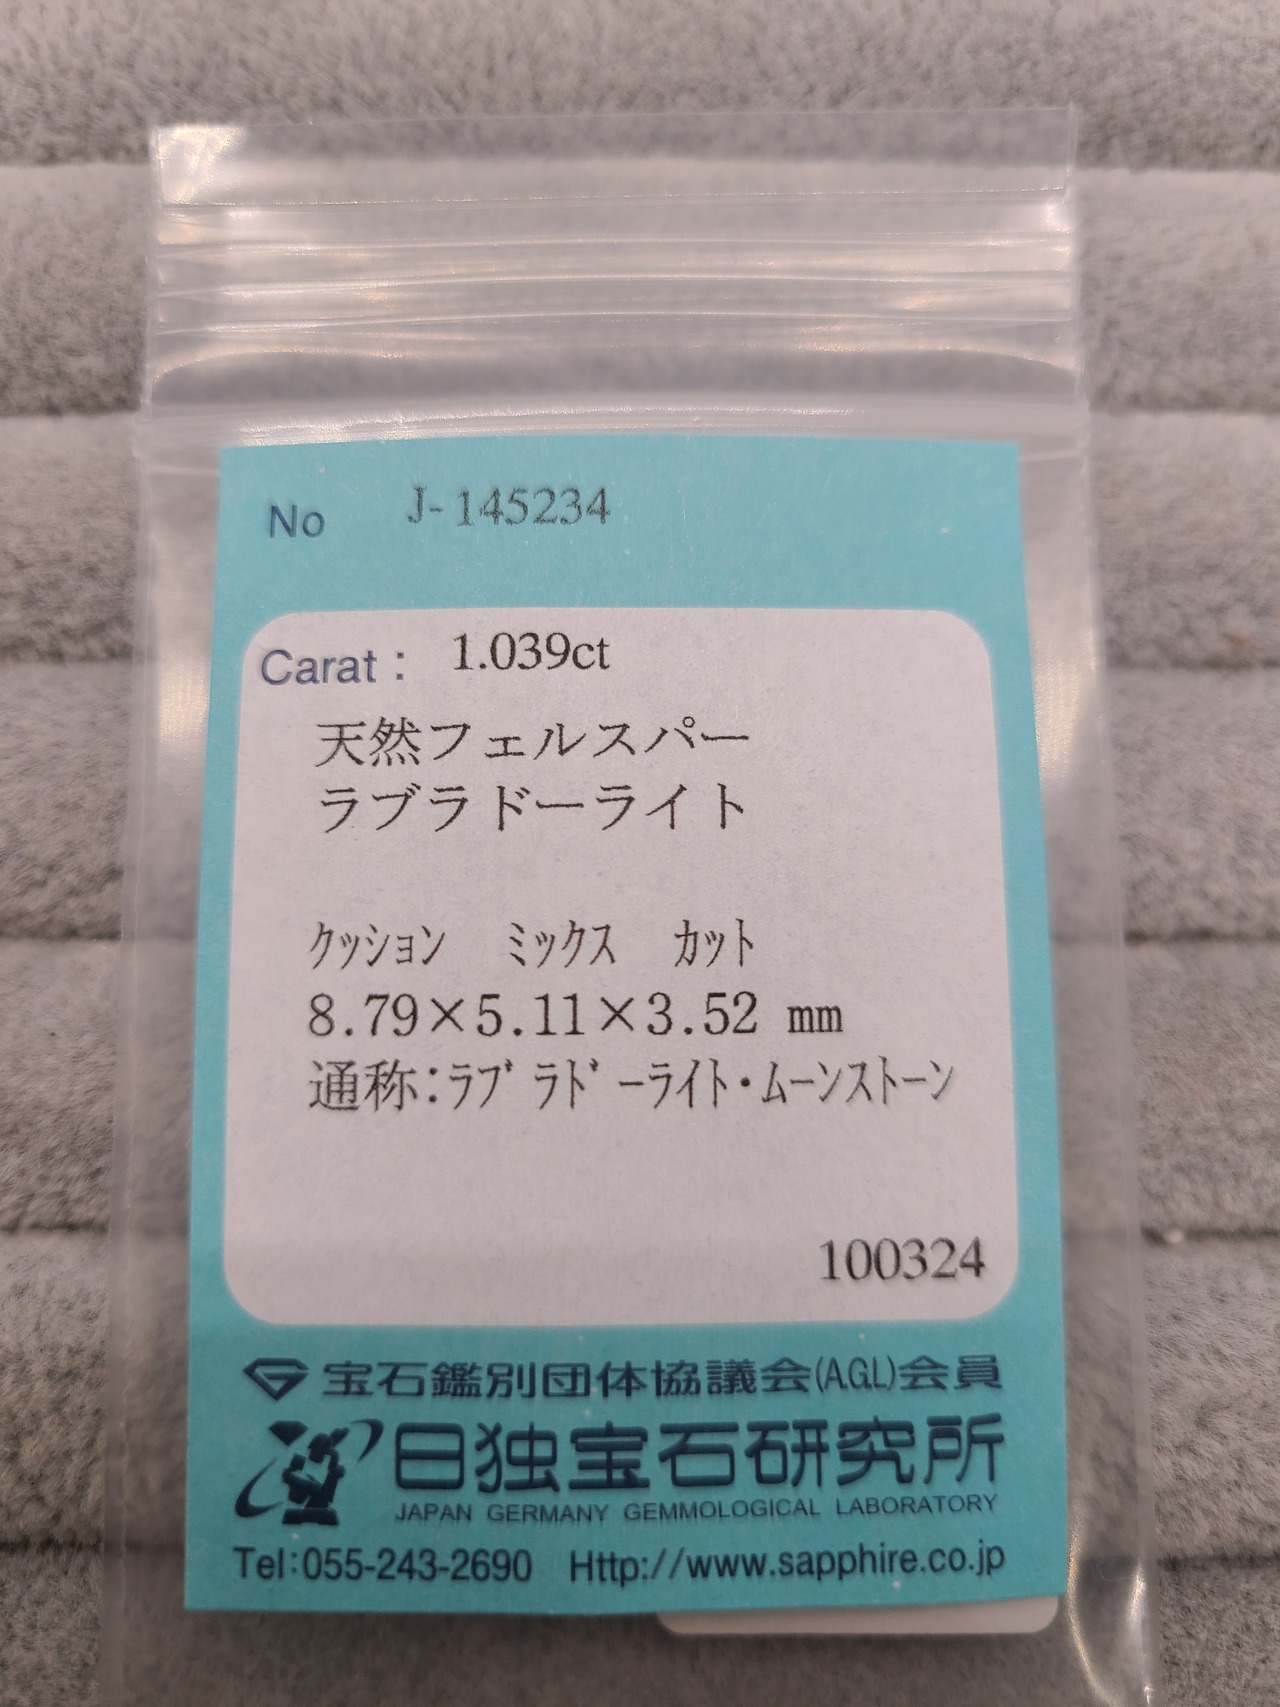 No J-145234
Carat： 1.039ct
天然フェルスパー
ラブラドーライト
ｸｯｼｮﾝ ﾐｯｸｽ ｶｯﾄ
8.79×5.11×3.52 mm
通称:ﾗﾌﾞﾗﾄﾞｰﾗｲﾄ･ﾑｰﾝｽﾄｰﾝ
100324
宝石鑑別団体協議会(A.G.L)会員
日独宝石研究所
JAPAN GERMANY GEMMOLOGICAL LABORATORY
Tel:055-243-2690 Http://www.sapphire.co.jp